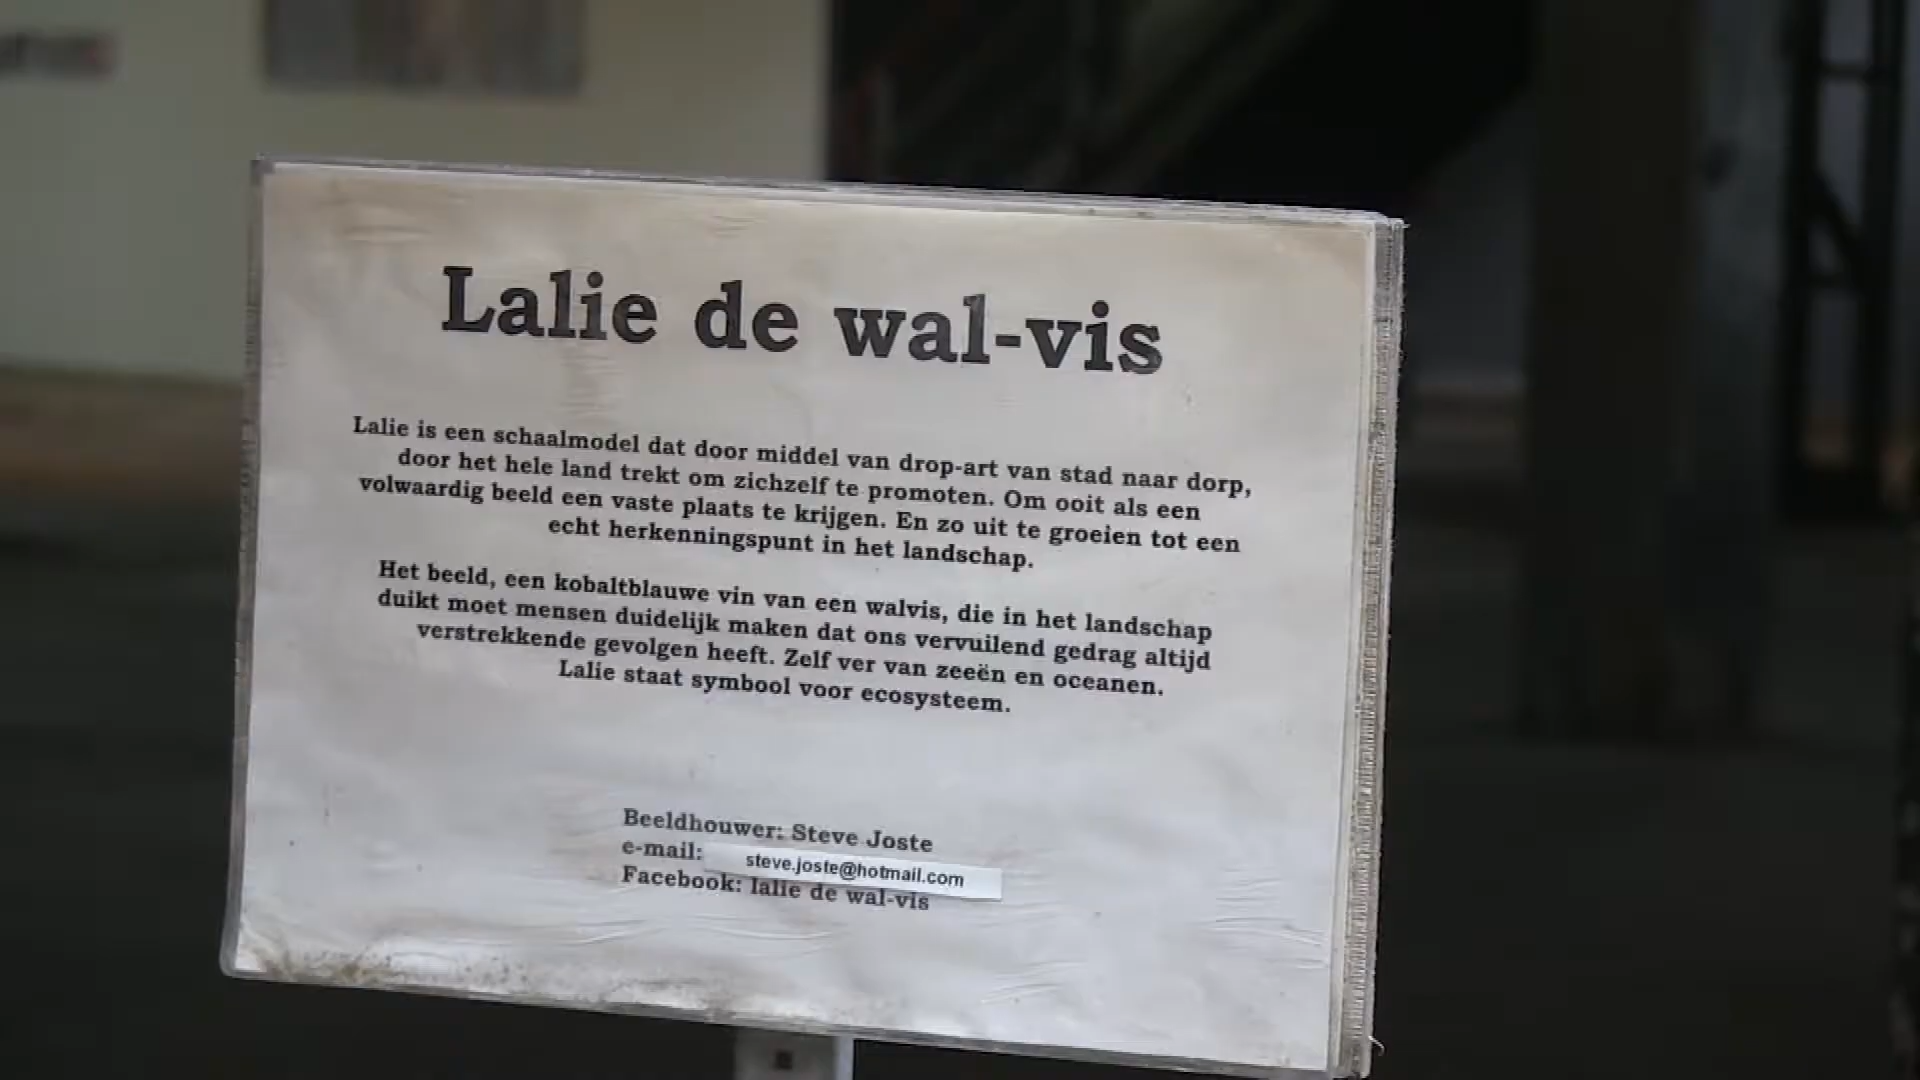 Lalie de wal-vis
Lalie is een schaalmodel dat door middel van drop-art van stad naar dorp,
door het hele land trekt om zichzelf te promoten. Om ooit als een
volwaardig beeld een vaste plaats te krijgen. En zo uit te groeien tot een
echt herkenningspunt in het landschap.
Het beeld, een kobaltblauwe vin van een walvis, die in het landschap
duikt moet mensen duidelijk maken dat ons vervuilend gedrag altijd
verstrekkende gevolgen heeft. Zelf ver van zeeën en oceanen.
Lalie staat symbool voor ecosysteem.
Beeldhouwer: Steve Joste
e-mail: steve.joste@hotmail.com
Facebook: lalie de wal-vis